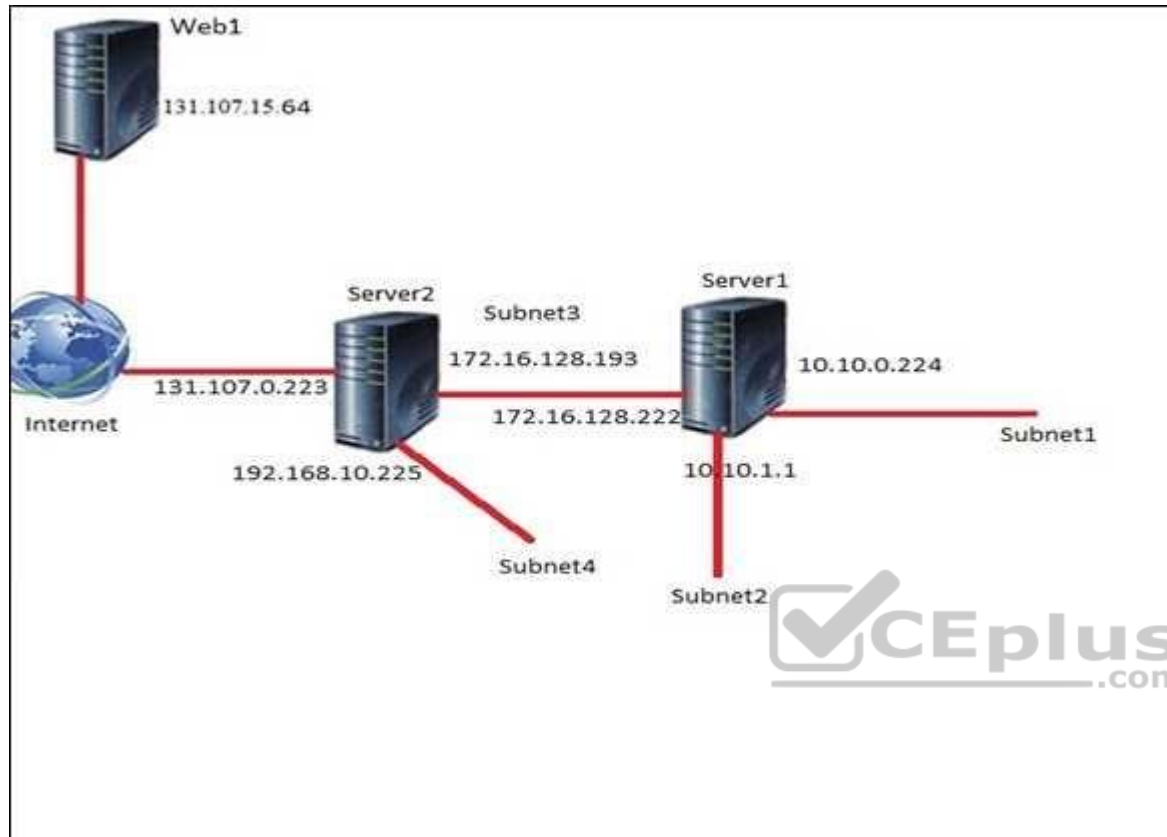 Web1
131.107.15.64
Server2
Subnet3
Server1
172.16.128.193
10.10.0.224
131.107.0.223
172.16.128.222
Internet
Subnet1
192.168.10.225
10.10.1.1
Subnet4
Subnet2
CEplus
.com